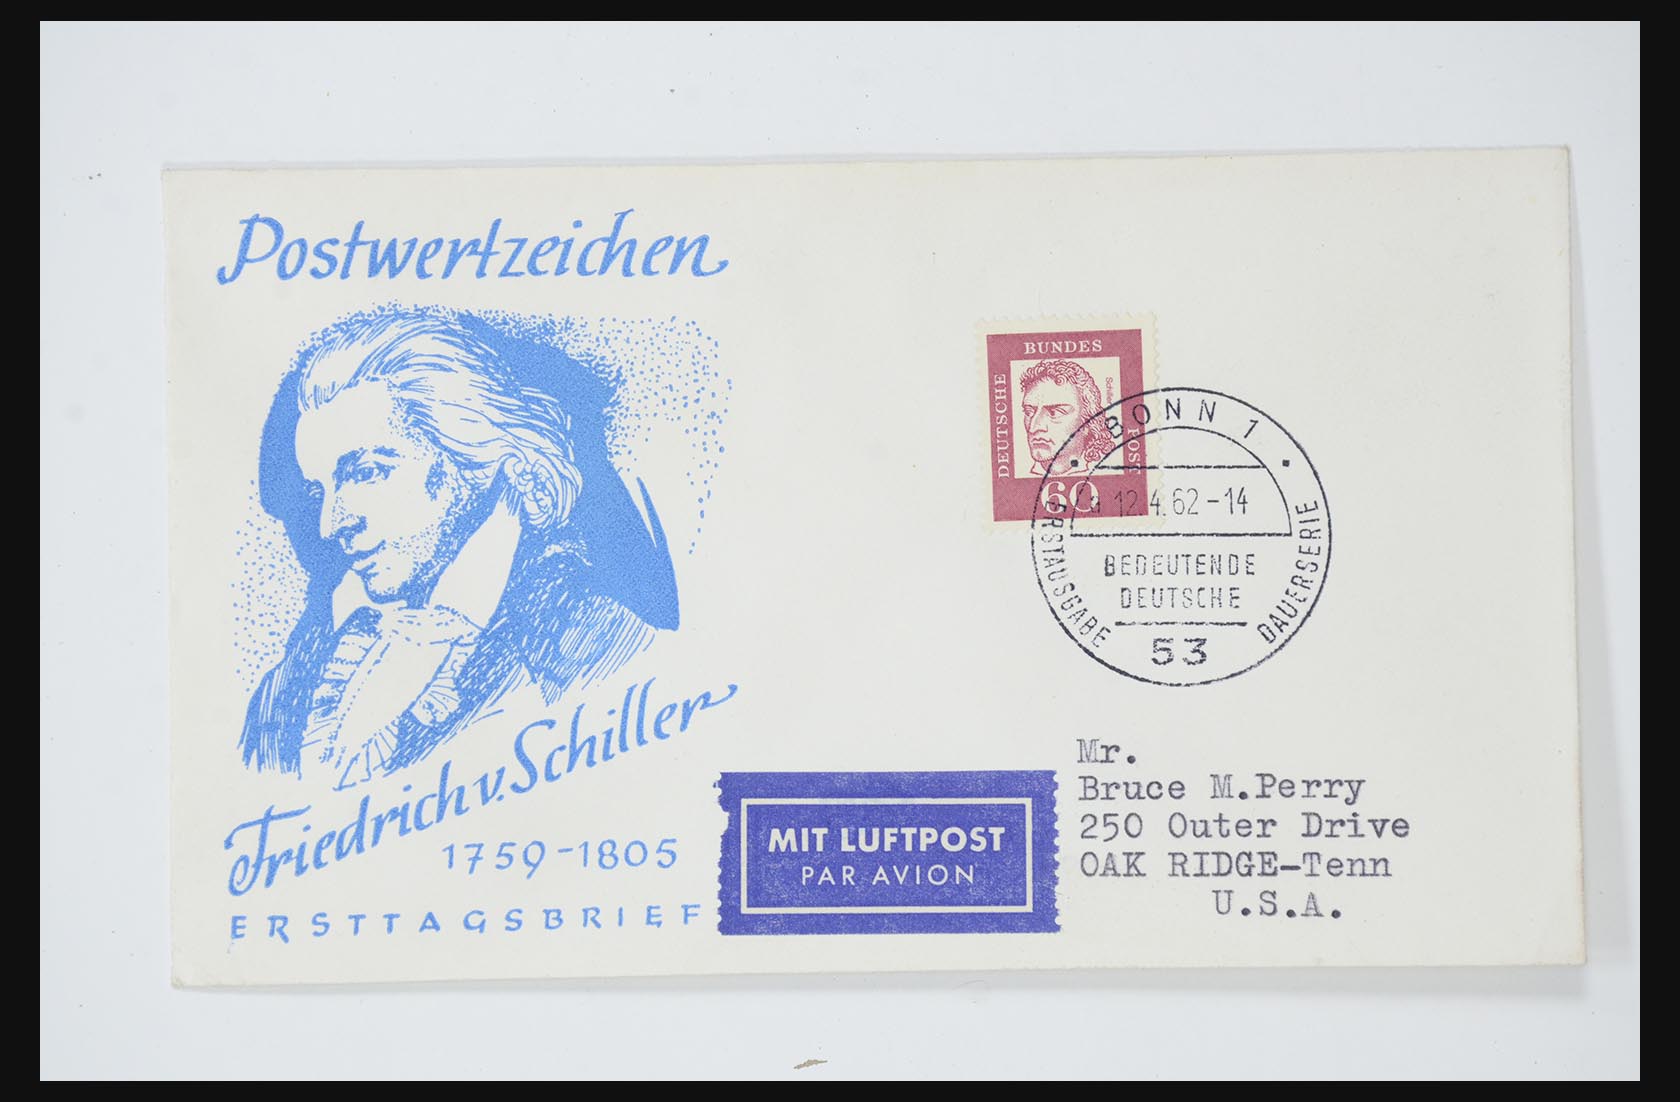 Postwertzeichen
Friedrich v. Schiller
1759-1805
ERSTTAGSBRIEF
BUNDES
DEUTSCHE
POST
60
BONN 1
12.4.62-14
BEDEUTENDE
DEUTSCHE
53
ERSTAUSGABE
DAUERSERIE
MIT LUFTPOST
PAR AVION
Mr.
Bruce M.Perry
250 Outer Drive
OAK RIDGE-Tenn
U.S.A.